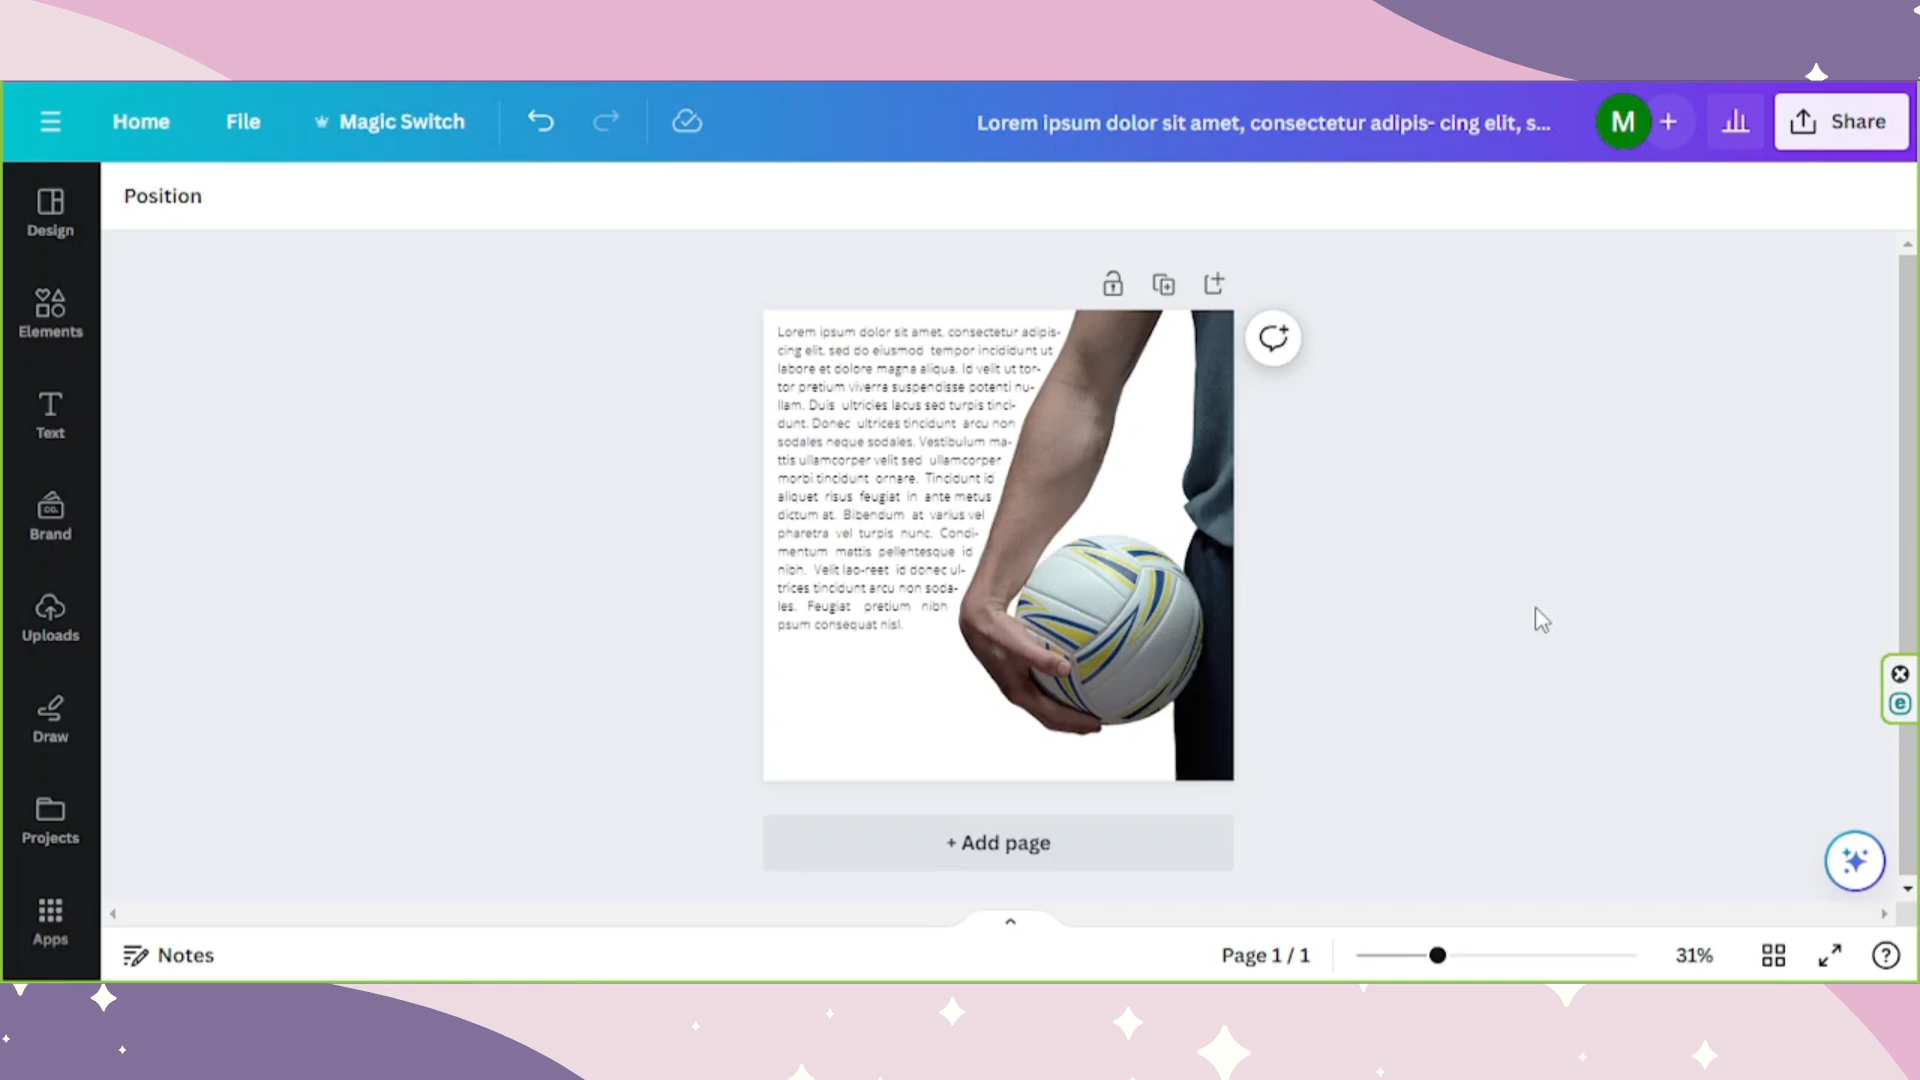 Home
File
Magic Switch
Lorem ipsum dolor sit amet, consectetur adipis- cing elit, s...
M
+
Share
Position
Design
Elements
Text
Brand
Uploads
Draw
Projects
Apps
Lorem ipsum dolor sit amet, consectetur adipis-
cing elit, sed do eiusmod tempor incididunt ut
labore et dolore magna aliqua. Id velit ut tor-
tor pretium viverra suspendisse potenti nu-
llam. Duis ultricies lacus sed turpis tinci-
dunt. Donec ultrices tincidunt arcu non
sodales neque sodales. Vestibulum ma-
ttis ullamcorper velit sed ullamcorper
morbi tincidunt ornare. Tincidunt id
aliquet risus feugiat in ante metus
dictum at. Bibendum at varius vel
pharetra vel turpis nunc. Condi-
mentum mattis pellentesque id
nibh. Velit lao-reet id donec ul-
trices tincidunt arcu non soda-
les. Feugiat pretium nibh
psum consequat nisl.
+ Add page
Notes
Page 1 / 1
31%